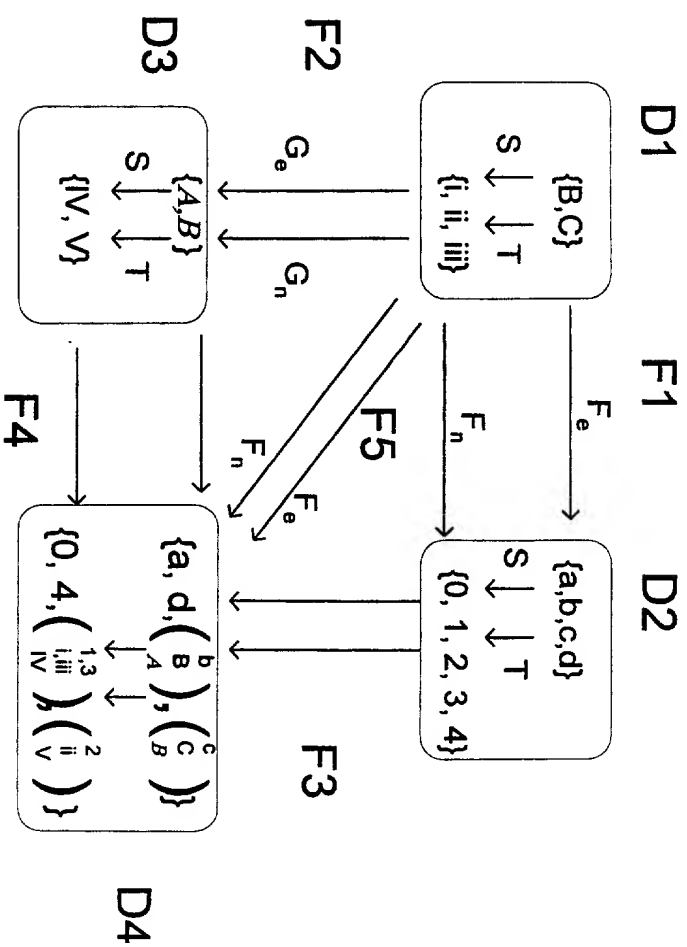 D1 F1 D2
{B,C} Fe {a,b,c,d}
S T S T
{i, ii, iii} Fn {0, 1, 2, 3, 4}
F5
F2 Ge Gn Fn Fe F3
D3 D4
{A,B} {a, d, (b B A), (c C B)}
S T
{IV, V} {0, 4, (1,3 i,iii IV), (2 ii V)}
F4